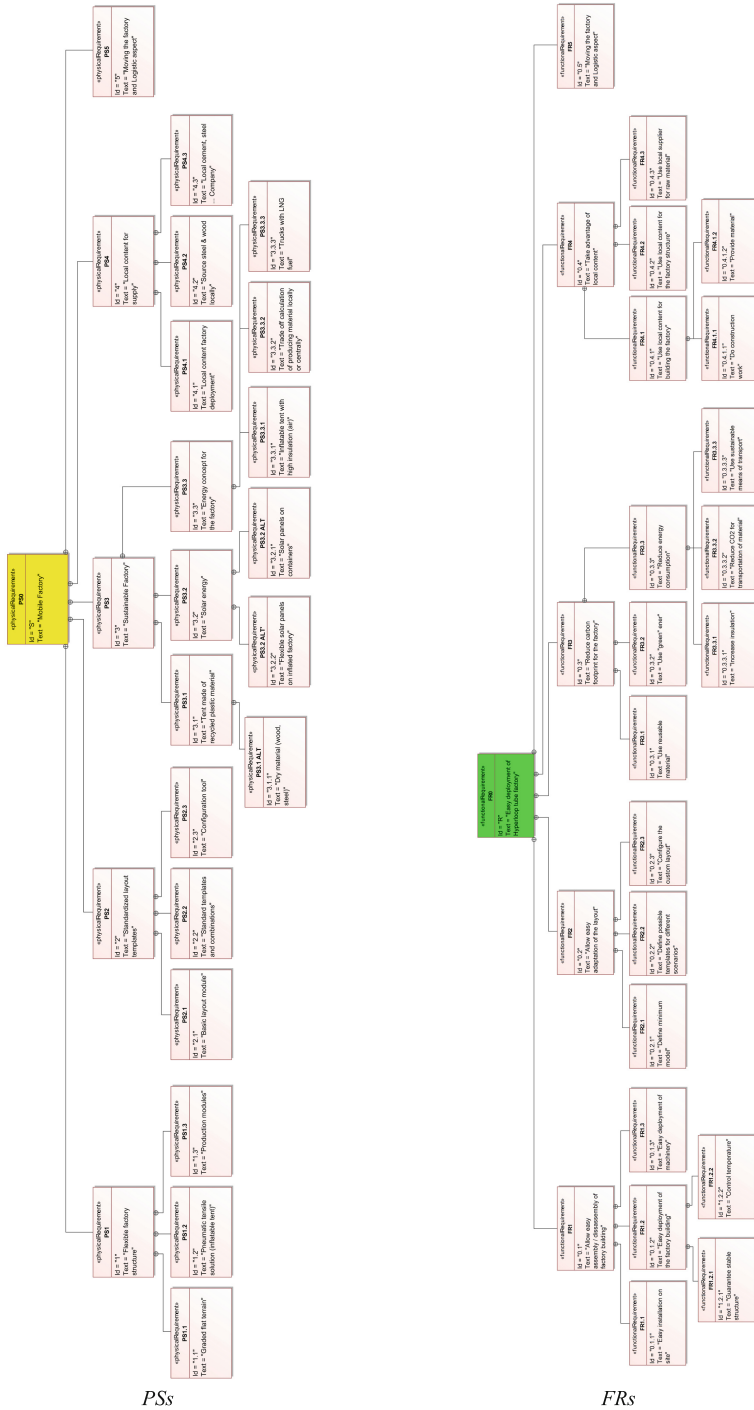 «physicalRequirement»
PS0
Id = "S"
Text = "Mobile Factory"
«physicalRequirement»
PS1
Id = "1"
Text = "Flexible factory
structure"
«physicalRequirement»
PS2
Id = "2"
Text = "Standardized layout
templates"
«physicalRequirement»
PS3
Id = "3"
Text = "Sustainable Factory"
«physicalRequirement»
PS4
Id = "4"
Text = "Local content for
supply"
«physicalRequirement»
PS5
Id = "5"
Text = "Moving the factory
and Logistic aspect"
«physicalRequirement»
PS1.1
Id = "1.1"
Text = "Graded flat terrain"
«physicalRequirement»
PS1.2
Id = "1.2"
Text = "Pneumatic tensile
solution (inflatable tent)"
«physicalRequirement»
PS1.3
Id = "1.3"
Text = "Production modules"
«physicalRequirement»
PS2.1
Id = "2.1"
Text = "Basic layout module"
«physicalRequirement»
PS2.2
Id = "2.2"
Text = "Standard templates
and combinations"
«physicalRequirement»
PS2.3
Id = "2.3"
Text = "Configuration tool"
«physicalRequirement»
PS3.1
Id = "3.1"
Text = "Tent made of
recycled plastic material"
«physicalRequirement»
PS3.2
Id = "3.2"
Text = "Solar energy"
«physicalRequirement»
PS3.3
Id = "3.3"
Text = "Energy concept for
the factory"
«physicalRequirement»
PS4.1
Id = "4.1"
Text = "Local content factory
deployment"
«physicalRequirement»
PS4.2
Id = "4.2"
Text = "Source steel & wood
locally"
«physicalRequirement»
PS4.3
Id = "4.3"
Text = "Local cement, steel
... Company"
«physicalRequirement»
PS3.1 ALT
Id = "3.1.1"
Text = "Dry material (wood,
steel)"
«physicalRequirement»
PS3.2 ALT*
Id = "3.2.2"
Text = "Flexible solar panels
on inflated factory"
«physicalRequirement»
PS3.2 ALT
Id = "3.2.1"
Text = "Solar panels on
containers"
«physicalRequirement»
PS3.3.1
Id = "3.3.1"
Text = "Inflatable tent with
high insulation (air)"
«physicalRequirement»
PS3.3.2
Id = "3.3.2"
Text = "Trade off calculation
of producing material locally
or centrally"
«physicalRequirement»
PS3.3.3
Id = "3.3.3"
Text = "Trucks with LNG
fuel"
PSs
«functionalRequirement»
FR0
Id = "R"
Text = "Easy deployment of
Hyperloop tube factory"
«functionalRequirement»
FR1
Id = "0.1"
Text = "Allow easy
assembly / disassembly of
factory building"
«functionalRequirement»
FR2
Id = "0.2"
Text = "Allow easy
adaptation of the layout"
«functionalRequirement»
FR3
Id = "0.3"
Text = "Reduce carbon
footprint for the factory"
«functionalRequirement»
FR4
Id = "0.4"
Text = "Take advantage of
local content"
«functionalRequirement»
FR5
Id = "0.5"
Text = "Moving the factory
and Logistic aspect"
«functionalRequirement»
FR1.1
Id = "0.1.1"
Text = "Easy installation on
site"
«functionalRequirement»
FR1.2
Id = "0.1.2"
Text = "Easy deployment of
the factory building"
«functionalRequirement»
FR1.3
Id = "0.1.3"
Text = "Easy deployment of
machinery"
«functionalRequirement»
FR2.1
Id = "0.2.1"
Text = "Define minimum
model"
«functionalRequirement»
FR2.2
Id = "0.2.2"
Text = "Define possible
templates for different
scenarios"
«functionalRequirement»
FR2.3
Id = "0.2.3"
Text = "Configure the
custom layout"
«functionalRequirement»
FR3.1
Id = "0.3.1"
Text = "Use reusable
material"
«functionalRequirement»
FR3.2
Id = "0.3.2"
Text = "Use "green" ener"
«functionalRequirement»
FR3.3
Id = "0.3.3"
Text = "Reduce energy
consumption"
«functionalRequirement»
FR4.1
Id = "0.4.1"
Text = "Use local content for
building the factory"
«functionalRequirement»
FR4.2
Id = "0.4.2"
Text = "Use local content for
the factory structure"
«functionalRequirement»
FR4.3
Id = "0.4.3"
Text = "Use local supplier
for raw material"
«functionalRequirement»
FR1.2.1
Id = "1.2.1"
Text = "Guarantee stable
structure"
«functionalRequirement»
FR1.2.2
Id = "1.2.2"
Text = "Control temperature"
«functionalRequirement»
FR3.3.1
Id = "0.3.3.1"
Text = "Increase insulation"
«functionalRequirement»
FR3.3.2
Id = "0.3.3.2"
Text = "Reduce CO2 for
transportation of material"
«functionalRequirement»
FR3.3.3
Id = "0.3.3.3"
Text = "Use sustainable
means of transport"
«functionalRequirement»
FR4.1.1
Id = "0.4.1.1"
Text = "Do construction
work"
«functionalRequirement»
FR4.1.2
Id = "0.4.1.2"
Text = "Provide material"
FRs